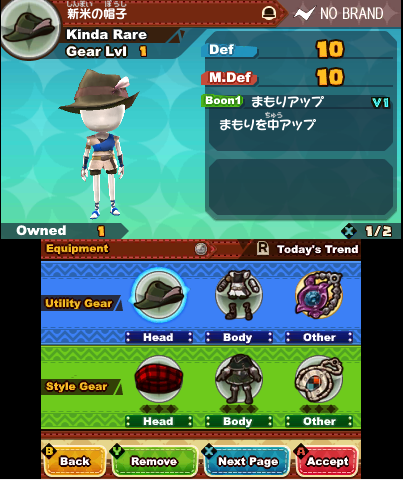 しんまい ぼうし
新米の帽子
NO BRAND
Kinda Rare
Gear Lvl 1
Def 10
M.Def 10
Boon1 まもりアップ V1
ちゅう
まもりを中アップ
Owned 1
X 1/2
Equipment
R Today's Trend
Utility Gear
Head Body Other
Style Gear
Head Body Other
B Back
Y Remove
X Next Page
A Accept